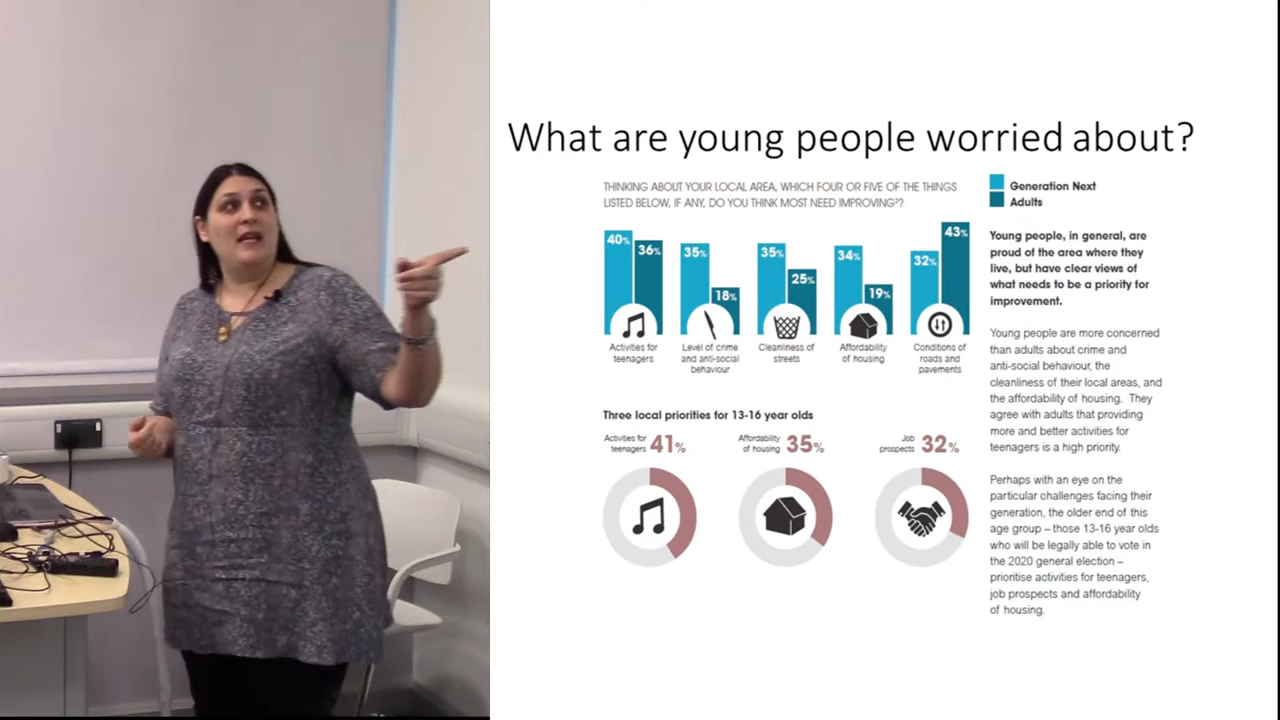 What are young people worried about?
THINKING ABOUT YOUR LOCAL AREA, WHICH FOUR OR FIVE OF THE THINGS
LISTED BELOW, IF ANY, DO YOU THINK MOST NEED IMPROVING²?
Generation Next
Adults
40% 36%
35% 18%
35% 25%
34% 19%
32% 43%
Activities for
teenagers
Level of crime
and anti-social
behaviour
Cleanliness of
streets
Affordability
of housing
Conditions of
roads and
pavements
Three local priorities for 13-16 year olds
Activities for
teenagers 41%
Affordability
of housing 35%
Job
prospects 32%
Young people, in general, are
proud of the area where they
live, but have clear views of
what needs to be a priority for
improvement.
Young people are more concerned
than adults about crime and
anti-social behaviour, the
cleanliness of their local areas, and
the affordability of housing. They
agree with adults that providing
more and better activities for
teenagers is a high priority.
Perhaps with an eye on the
particular challenges facing their
generation, the older end of this
age group – those 13-16 year olds
who will be legally able to vote in
the 2020 general election –
prioritise activities for teenagers,
job prospects and affordability
of housing.